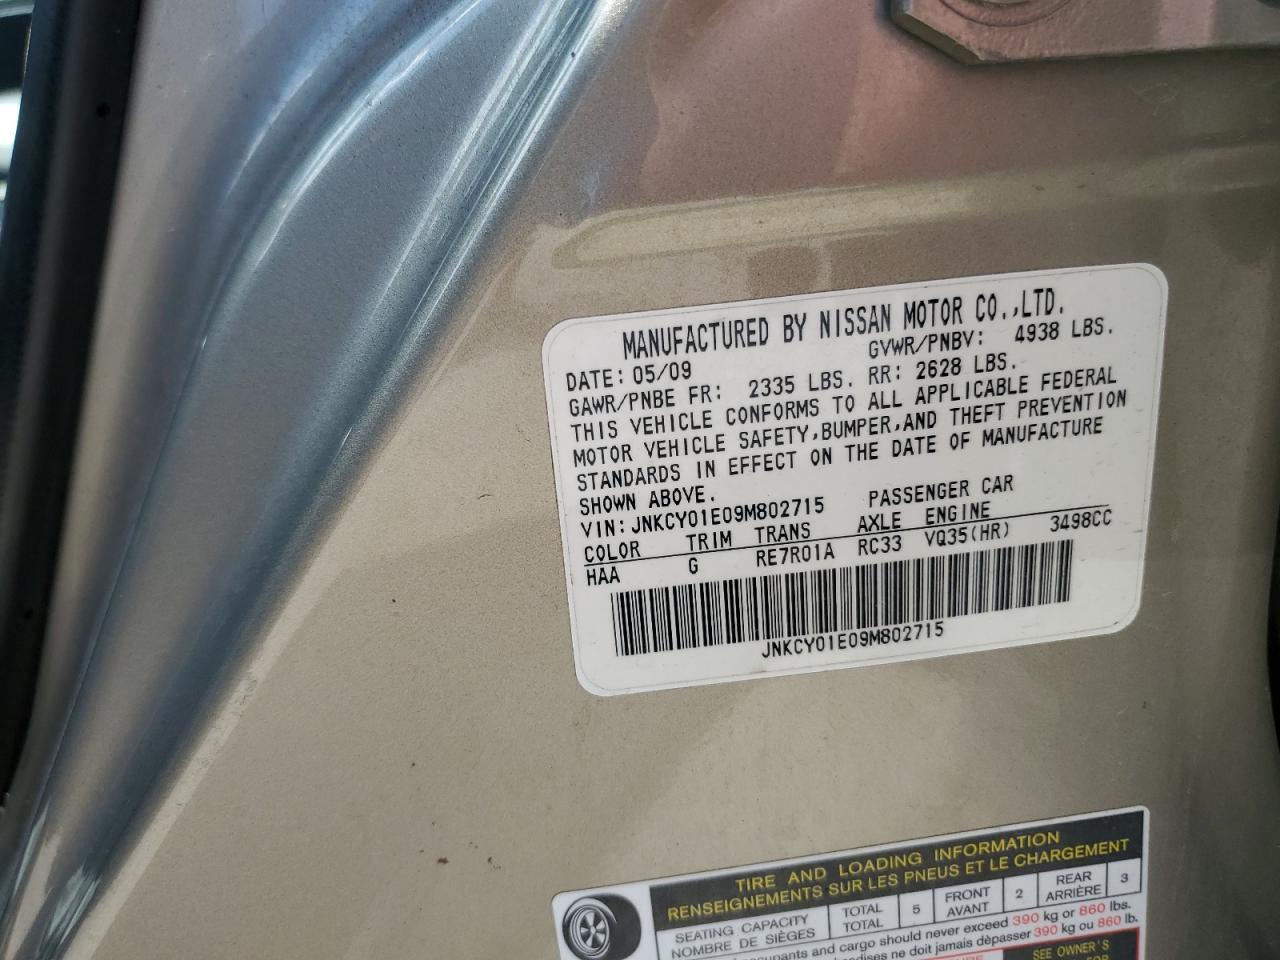 MANUFACTURED BY NISSAN MOTOR CO.,LTD.
DATE: 05/09 GVWR/PNBV: 4938 LBS.
GAWR/PNBE FR: 2335 LBS. RR: 2628 LBS.
THIS VEHICLE CONFORMS TO ALL APPLICABLE FEDERAL
MOTOR VEHICLE SAFETY,BUMPER,AND THEFT PREVENTION
STANDARDS IN EFFECT ON THE DATE OF MANUFACTURE
SHOWN ABOVE.
VIN: JNKCY01E09M802715 PASSENGER CAR
COLOR TRIM TRANS AXLE ENGINE
HAA G RE7R01A RC33 VQ35(HR) 3498CC
JNKCY01E09M802715
TIRE AND LOADING INFORMATION
RENSEIGNEMENTS SUR LES PNEUS ET LE CHARGEMENT
SEATING CAPACITY TOTAL 5 FRONT 2 REAR 3
NOMBRE DE SIÈGES TOTAL AVANT ARRIÈRE
occupants and cargo should never exceed 390 kg or 860 lbs.
ne doit jamais dépasser 390 kg ou 860 lb.
SEE OWNER'S